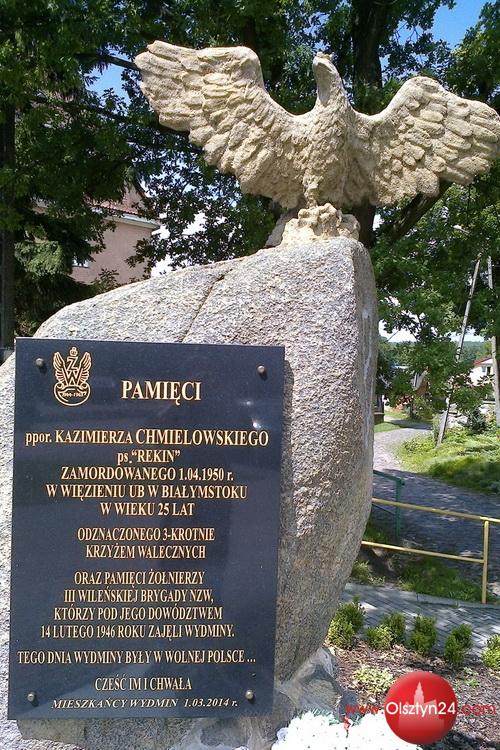 ŻW
PAMIĘCI
ppor. KAZIMIERZA CHMIELOWSKIEGO
ps."REKIN"
ZAMORDOWANEGO 1.04.1950 r.
W WIĘZIENIU UB W BIAŁYMSTOKU
W WIEKU 25 LAT
ODZNACZONEGO 3-KROTNIE
KRZYŻEM WALECZNYCH
ORAZ PAMIĘCI ŻOŁNIERZY
III WILEŃSKIEJ BRYGADY NZW,
KTÓRZY POD JEGO DOWÓDZTWEM
14 LUTEGO 1946 ROKU ZAJĘLI WYDMINY.
TEGO DNIA WYDMINY BYŁY W WOLNEJ POLSCE ...
CZEŚĆ IM I CHWAŁA
MIESZKAŃCY WYDMIN 1.03.2014 r.
www.Olsztyn24.com